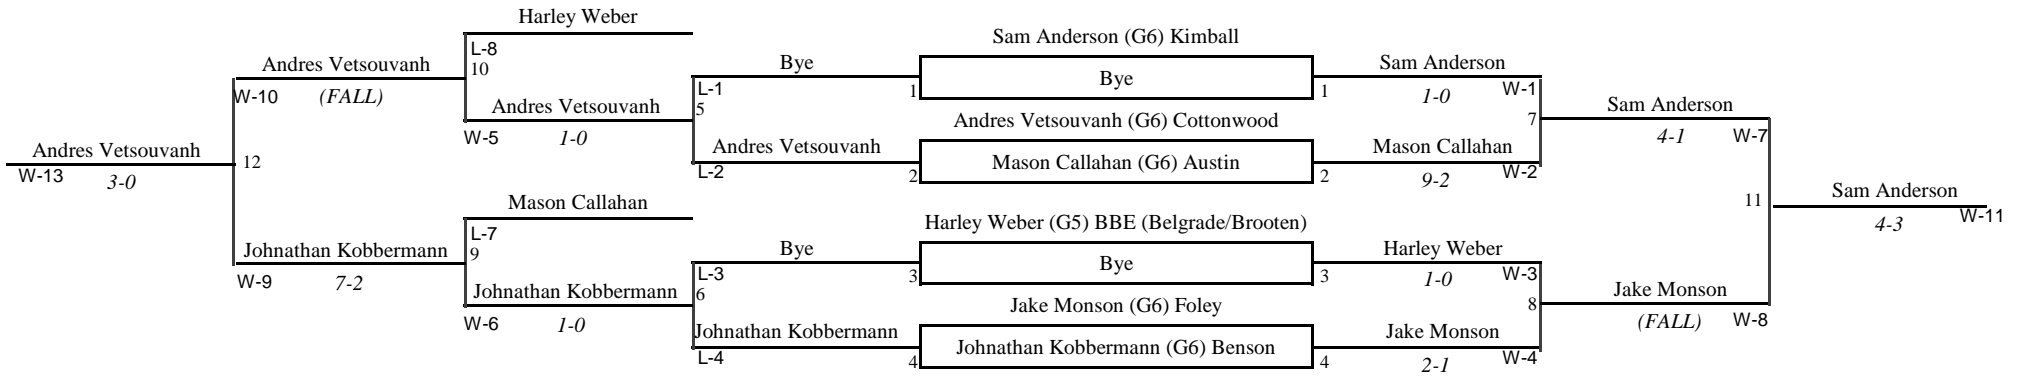 Harley Weber
L-8
10
Sam Anderson (G6) Kimball
Andres Vetsouvanh
Bye
Bye
Sam Anderson
W-10
(FALL)
L-1
1
1
1-0
W-1
5
Andres Vetsouvanh
Andres Vetsouvanh (G6) Cottonwood
7
Sam Anderson
W-5
1-0
4-1
W-7
Andres Vetsouvanh
12
Andres Vetsouvanh
Mason Callahan (G6) Austin
Mason Callahan
W-13
3-0
L-2
2
2
9-2
W-2
Mason Callahan
11
Sam Anderson
4-3
W-11
L-7
9
Harley Weber (G5) BBE (Belgrade/Brooten)
Johnathan Kobbermann
Bye
Bye
Harley Weber
W-9
7-2
L-3
3
3
1-0
W-3
6
Johnathan Kobbermann
Jake Monson (G6) Foley
8
Jake Monson
W-6
1-0
(FALL)
W-8
Johnathan Kobbermann
Johnathan Kobbermann (G6) Benson
Jake Monson
L-4
4
4
2-1
W-4